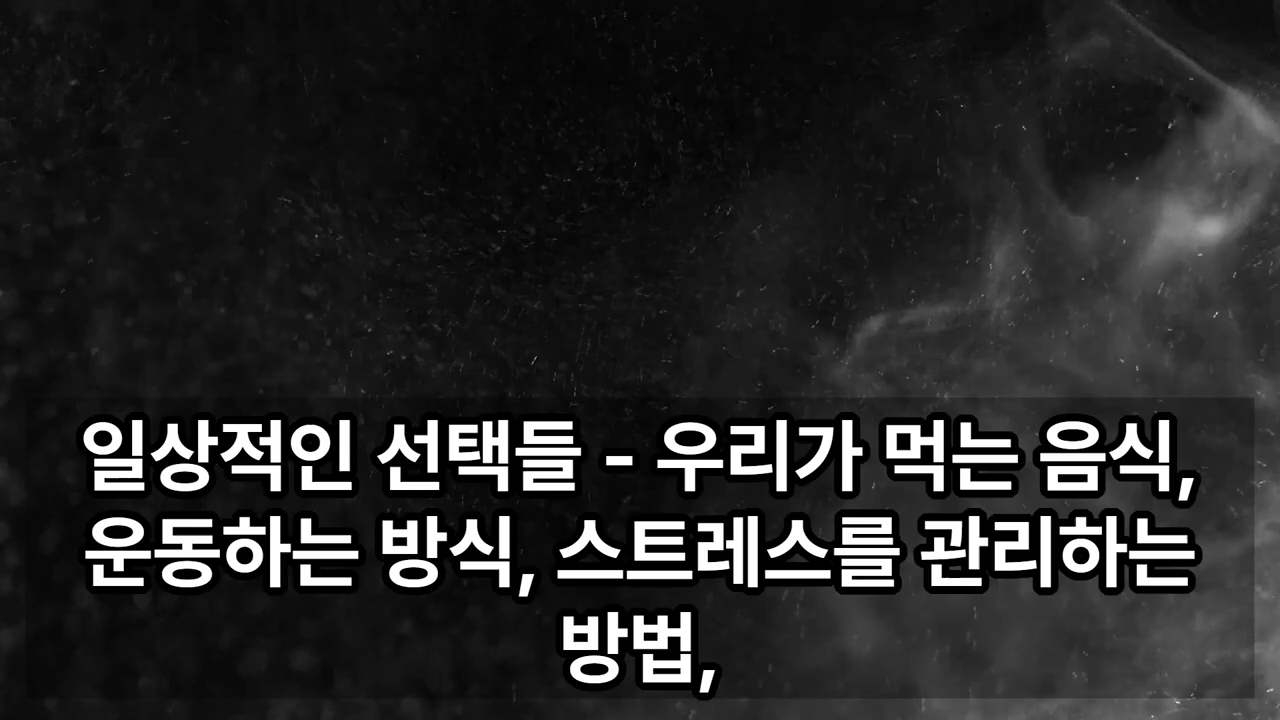 일상적인 선택들 - 우리가 먹는 음식,
운동하는 방식, 스트레스를 관리하는
방법,